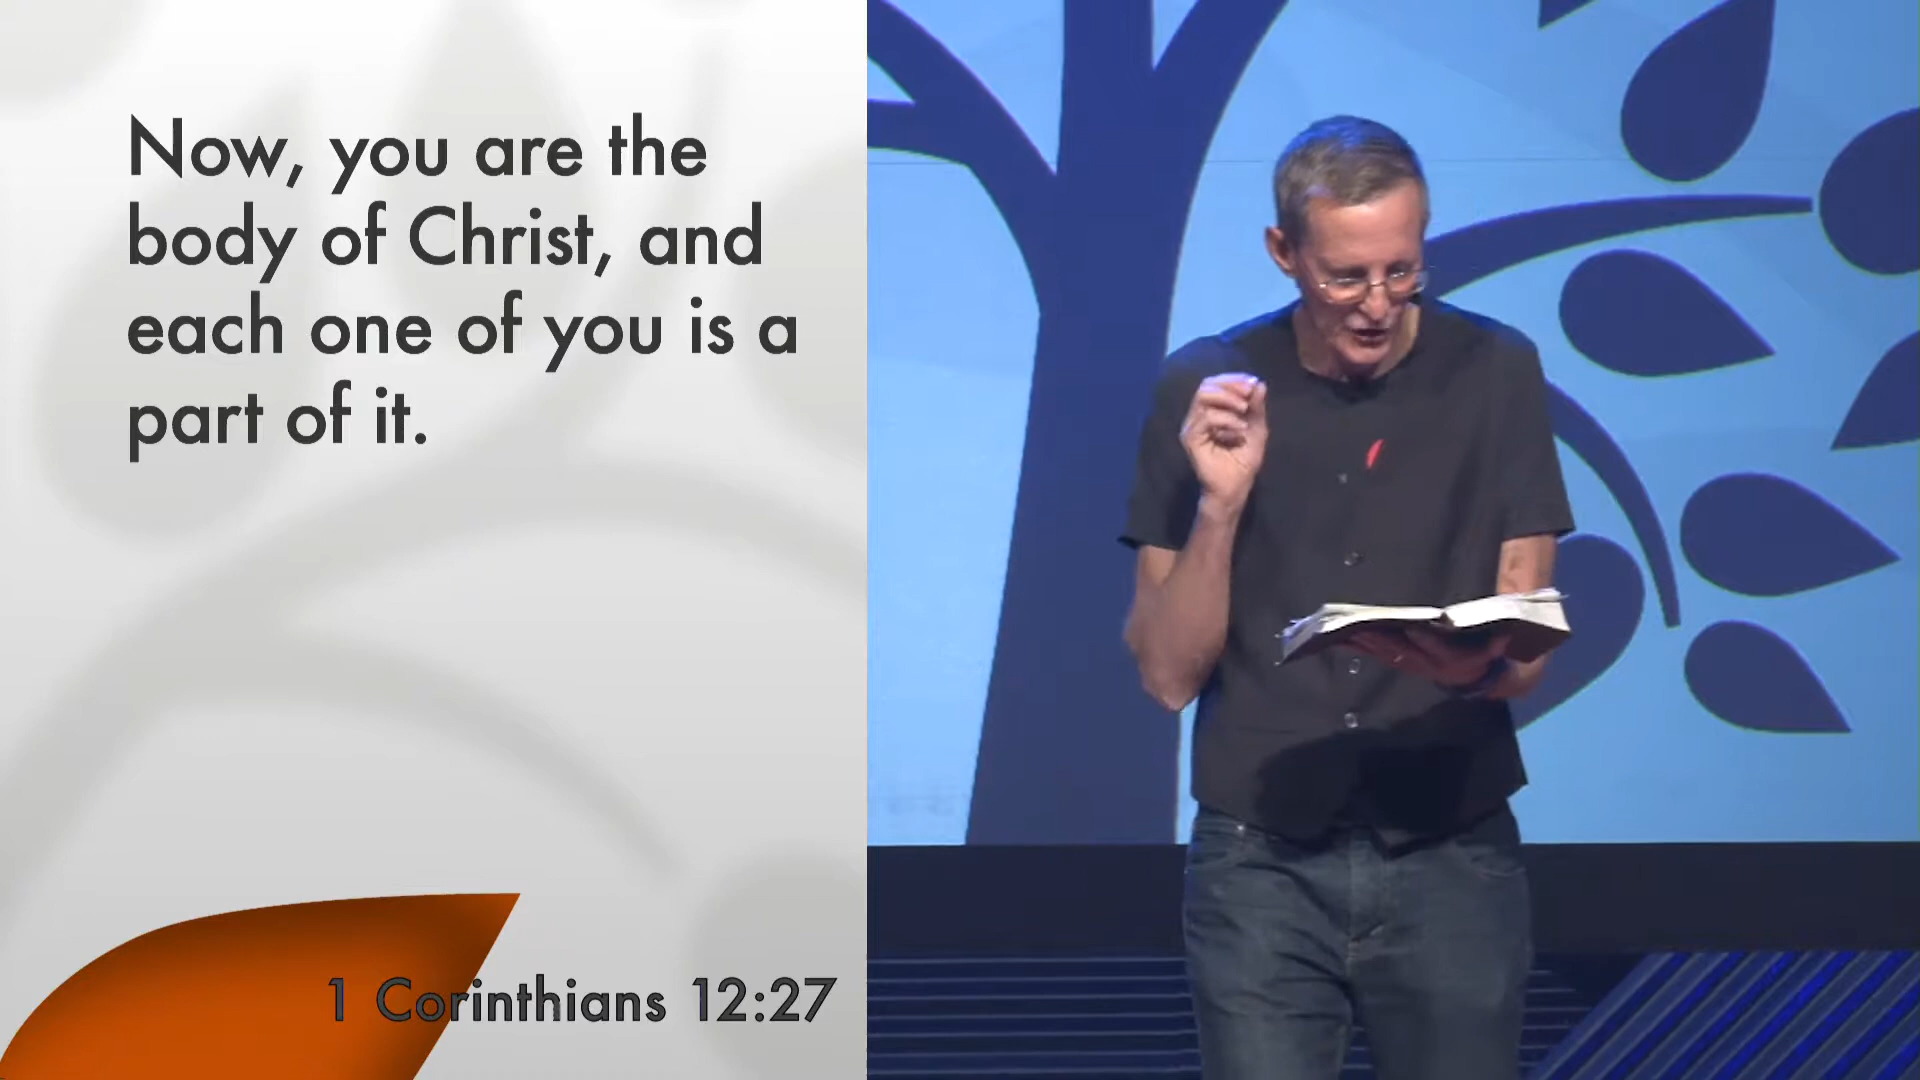 Now, you are the
body of Christ, and
each one of you is a
part of it.
1 Corinthians 12:27